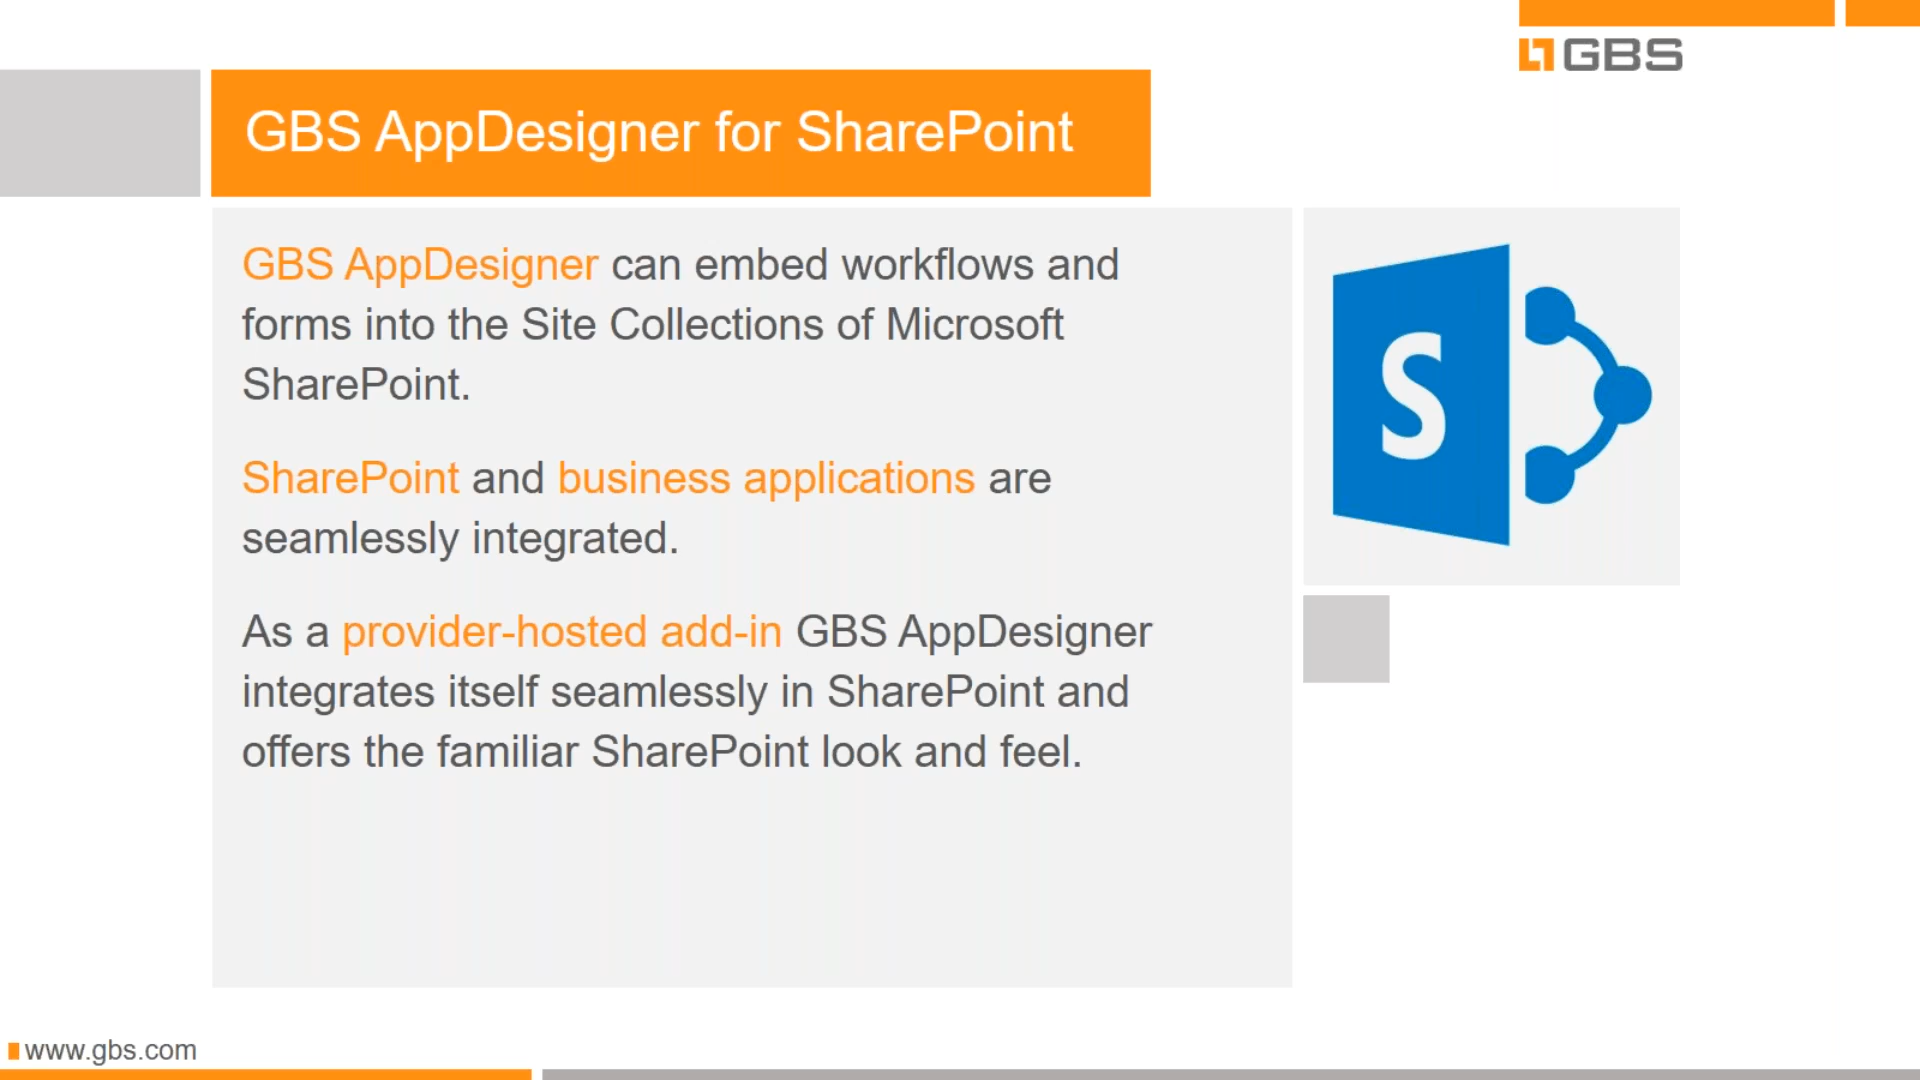 GBS
GBS AppDesigner for SharePoint
GBS AppDesigner can embed workflows and
forms into the Site Collections of Microsoft
SharePoint.
SharePoint and business applications are
seamlessly integrated.
As a provider-hosted add-in GBS AppDesigner
integrates itself seamlessly in SharePoint and
offers the familiar SharePoint look and feel.
S
www.gbs.com